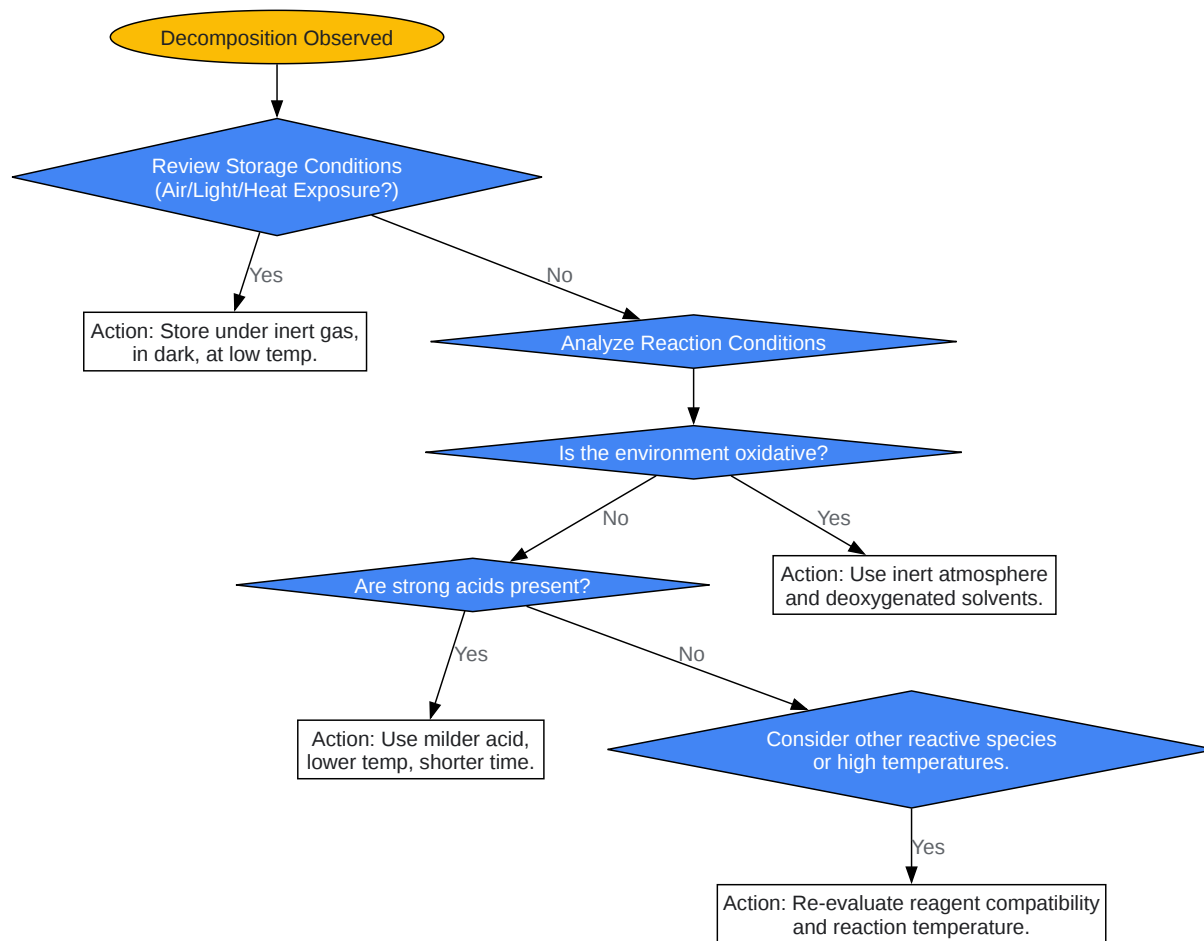 Decomposition Observed
Review Storage Conditions
(Air/Light/Heat Exposure?)
Yes
No
Action: Store under inert gas,
in dark, at low temp.
Analyze Reaction Conditions
Is the environment oxidative?
No
Yes
Are strong acids present?
Action: Use inert atmosphere
and deoxygenated solvents.
Yes
No
Action: Use milder acid,
lower temp, shorter time.
Consider other reactive species
or high temperatures.
Yes
Action: Re-evaluate reagent compatibility
and reaction temperature.